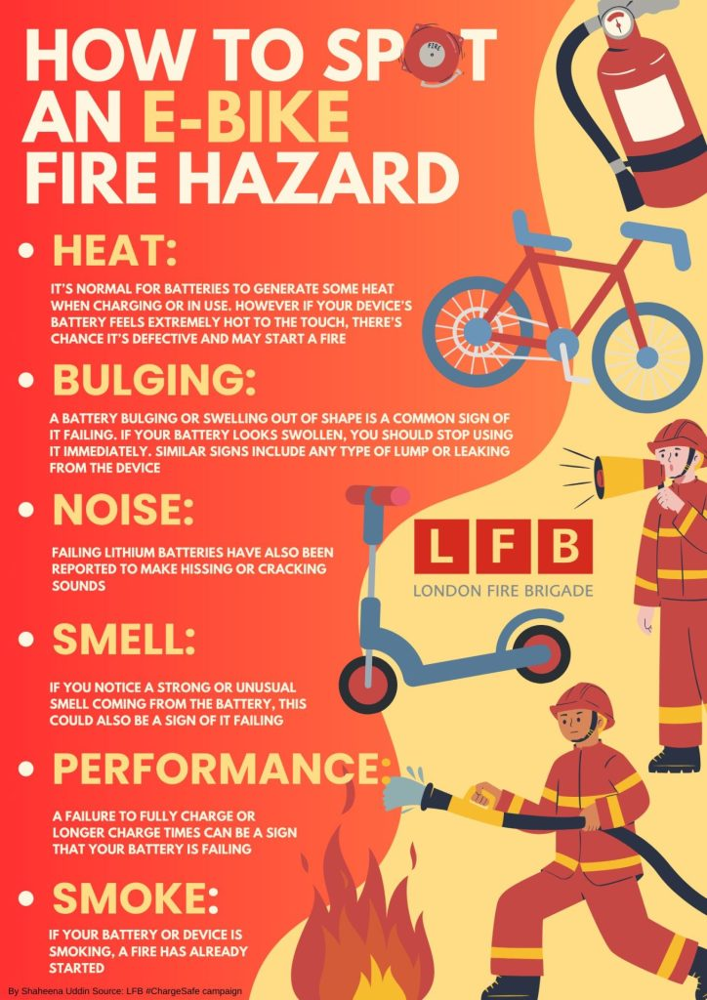 HOW TO SPOT
FIRE
AN E-BIKE
FIRE HAZARD
HEAT:
IT'S NORMAL FOR BATTERIES TO GENERATE SOME HEAT
WHEN CHARGING OR IN USE. HOWEVER IF YOUR DEVICE'S
BATTERY FEELS EXTREMELY HOT TO THE TOUCH, THERE'S
CHANCE IT'S DEFECTIVE AND MAY START A FIRE
BULGING:
A BATTERY BULGING OR SWELLING OUT OF SHAPE IS A COMMON SIGN OF
IT FAILING. IF YOUR BATTERY LOOKS SWOLLEN, YOU SHOULD STOP USING
IT IMMEDIATELY. SIMILAR SIGNS INCLUDE ANY TYPE OF LUMP OR LEAKING
FROM THE DEVICE
NOISE:
FAILING LITHIUM BATTERIES HAVE ALSO BEEN
REPORTED TO MAKE HISSING OR CRACKING
SOUNDS
LFB
LONDON FIRE BRIGADE
SMELL:
IF YOU NOTICE A STRONG OR UNUSUAL
SMELL COMING FROM THE BATTERY, THIS
COULD ALSO BE A SIGN OF IT FAILING
PERFORMANCE:
A FAILURE TO FULLY CHARGE OR
LONGER CHARGE TIMES CAN BE A SIGN
THAT YOUR BATTERY IS FAILING
SMOKE:
IF YOUR BATTERY OR DEVICE IS
SMOKING, A FIRE HAS ALREADY
STARTED
By Shaheena Uddin Source: LFB #ChargeSafe campaign